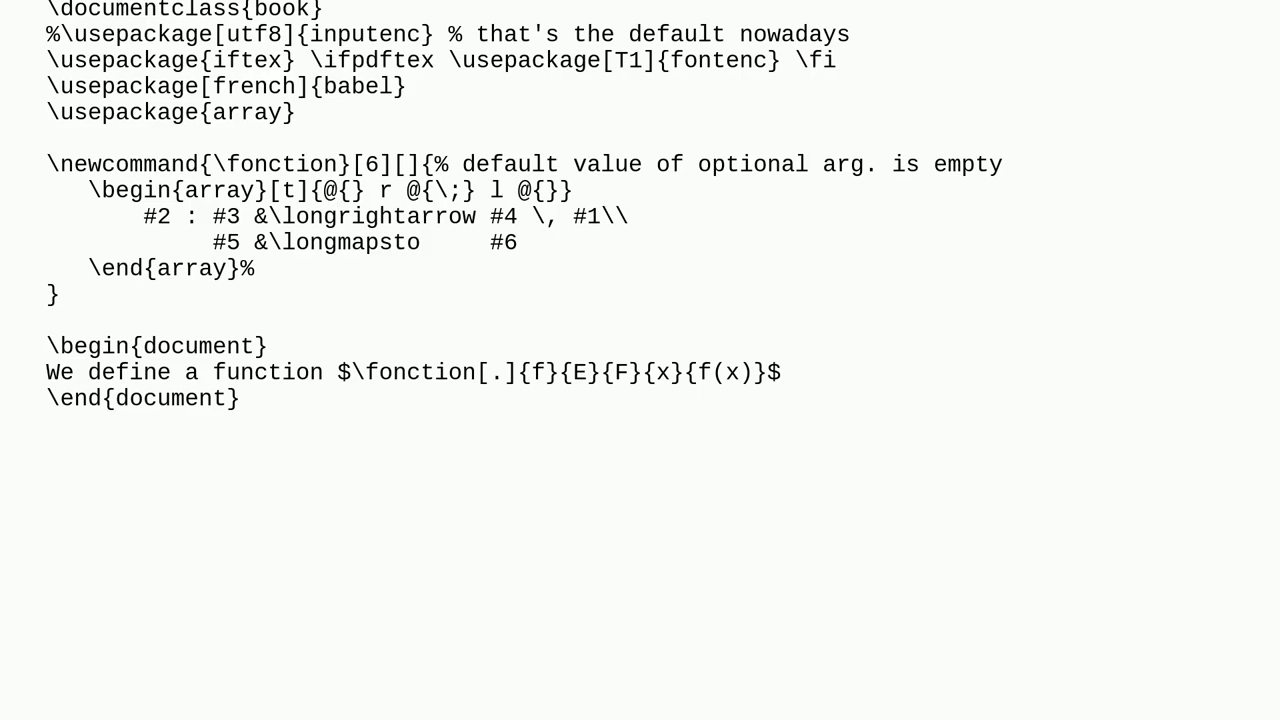 \documentclass{book}
%\usepackage[utf8]{inputenc} % that's the default nowadays
\usepackage{iftex} \ifpdftex \usepackage[T1]{fontenc} \fi
\usepackage[french]{babel}
\usepackage{array}

\newcommand{\fonction}[6][]{% default value of optional arg. is empty
   \begin{array}[t]{@{} r @{\;} l @{}}
       #2 : #3 &\longrightarrow #4 \, #1\\
            #5 &\longmapsto     #6
   \end{array}%
}

\begin{document}
We define a function $\fonction[.]{f}{E}{F}{x}{f(x)}$
\end{document}